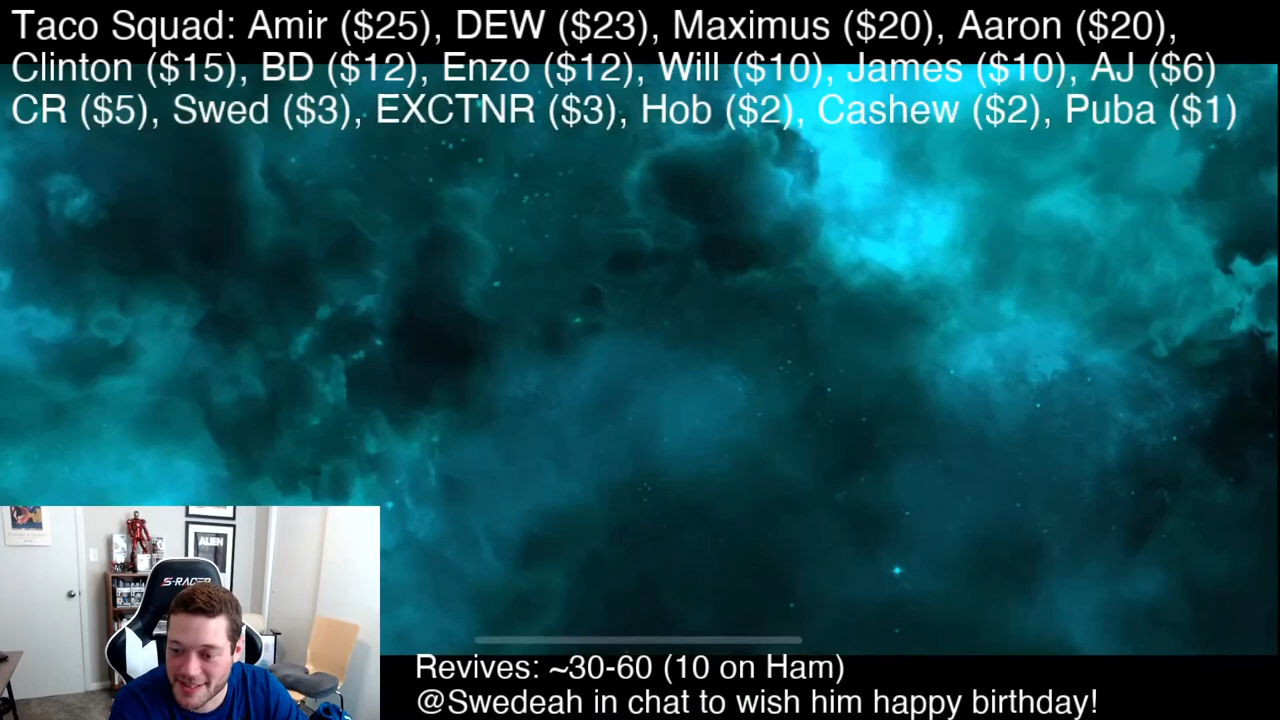 Taco Squad: Amir ($25), DEW ($23), Maximus ($20), Aaron ($20),
Clinton ($15), BD ($12), Enzo ($12), Will ($10), James ($10), AJ ($6)
CR ($5), Swed ($3), EXCTNR ($3), Hob ($2), Cashew ($2), Puba ($1)
ALIEN
S-RACER
Revives: ~30-60 (10 on Ham)
@Swedeah in chat to wish him happy birthday!